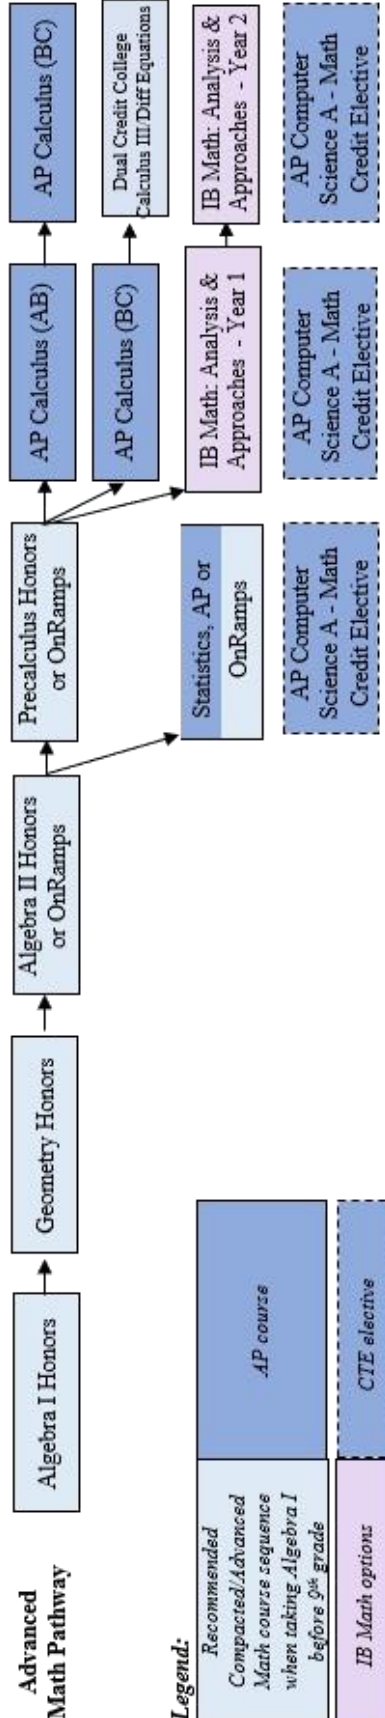 Advanced
Math Pathway
Algebra I Honors
Geometry Honors
Algebra II Honors
or OnRamps
Precalculus Honors
or OnRamps
AP Calculus (AB)
AP Calculus (BC)
AP Calculus (BC)
Dual Credit College
Calculus III/Diff Equations
Statistics, AP or
OnRamps
IB Math: Analysis &
Approaches - Year 1
IB Math: Analysis &
Approaches - Year 2
AP Computer
Science A - Math
Credit Elective
AP Computer
Science A - Math
Credit Elective
AP Computer
Science A - Math
Credit Elective
Legend:
Recommended
Compacted/Advanced
Math course sequence
when taking Algebra I
before 9th grade
AP course
IB Math options
CTE elective